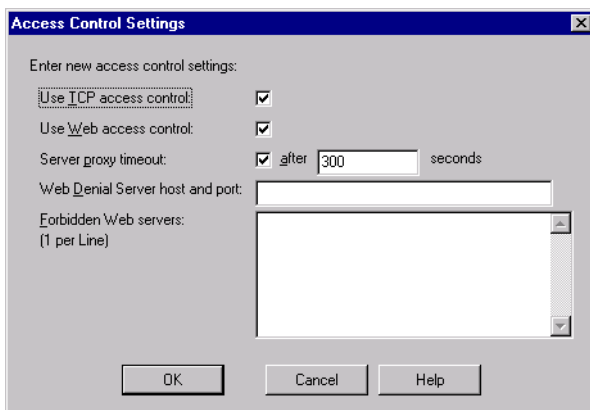 Access Control Settings
Enter new access control settings:
Use TCP access control:
Use Web access control:
Server proxy timeout: after 300 seconds
Web Denial Server host and port:
Forbidden Web servers:
(1 per Line)
OK Cancel Help